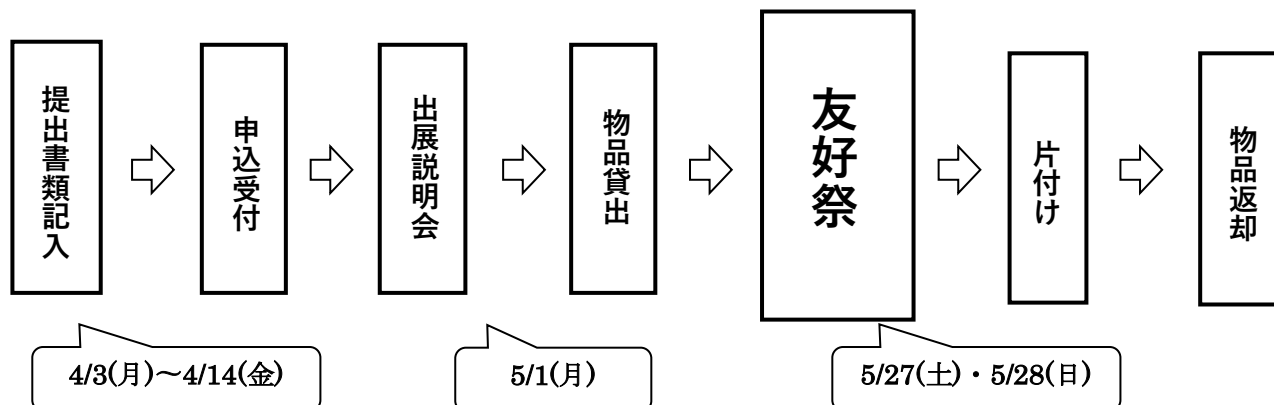 提出書類記入
申込受付
出展説明会
物品貸出
友好祭
片付け
物品返却
4/3(月)～4/14(金)
5/1(月)
5/27(土)・5/28(日)